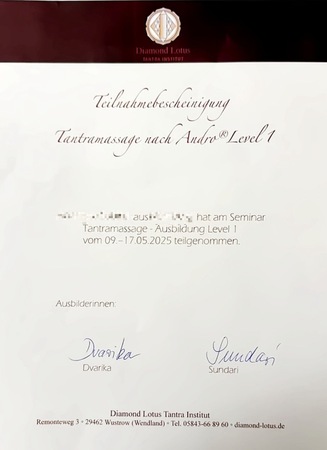 Diamond Lotus
TANTRA INSTITUT
Teilnahmebescheinigung
Tantramassage nach Andro® Level 1
hat am Seminar
Tantramassage - Ausbildung Level 1
vom 09.-17.05.2025 teilgenommen.
Ausbilderinnen:
Dvarika Sundari
Dvarika Sundari
Diamond Lotus Tantra Institut
Remonteweg 3 • 29462 Wustrow (Wendland) • Tel. 05843-66 89 60 • diamond-lotus.de